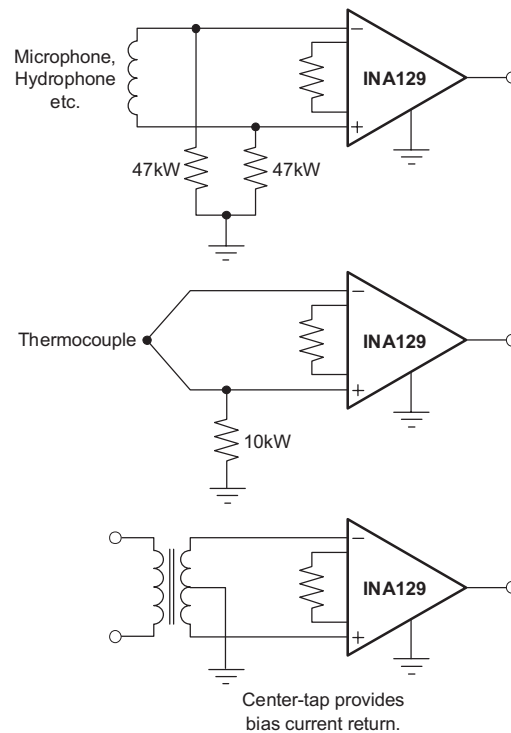 Microphone,
Hydrophone
etc.
−
INA129
+
47kW
47kW
Thermocouple
−
INA129
+
10kW
−
INA129
+
Center-tap provides
bias current return.